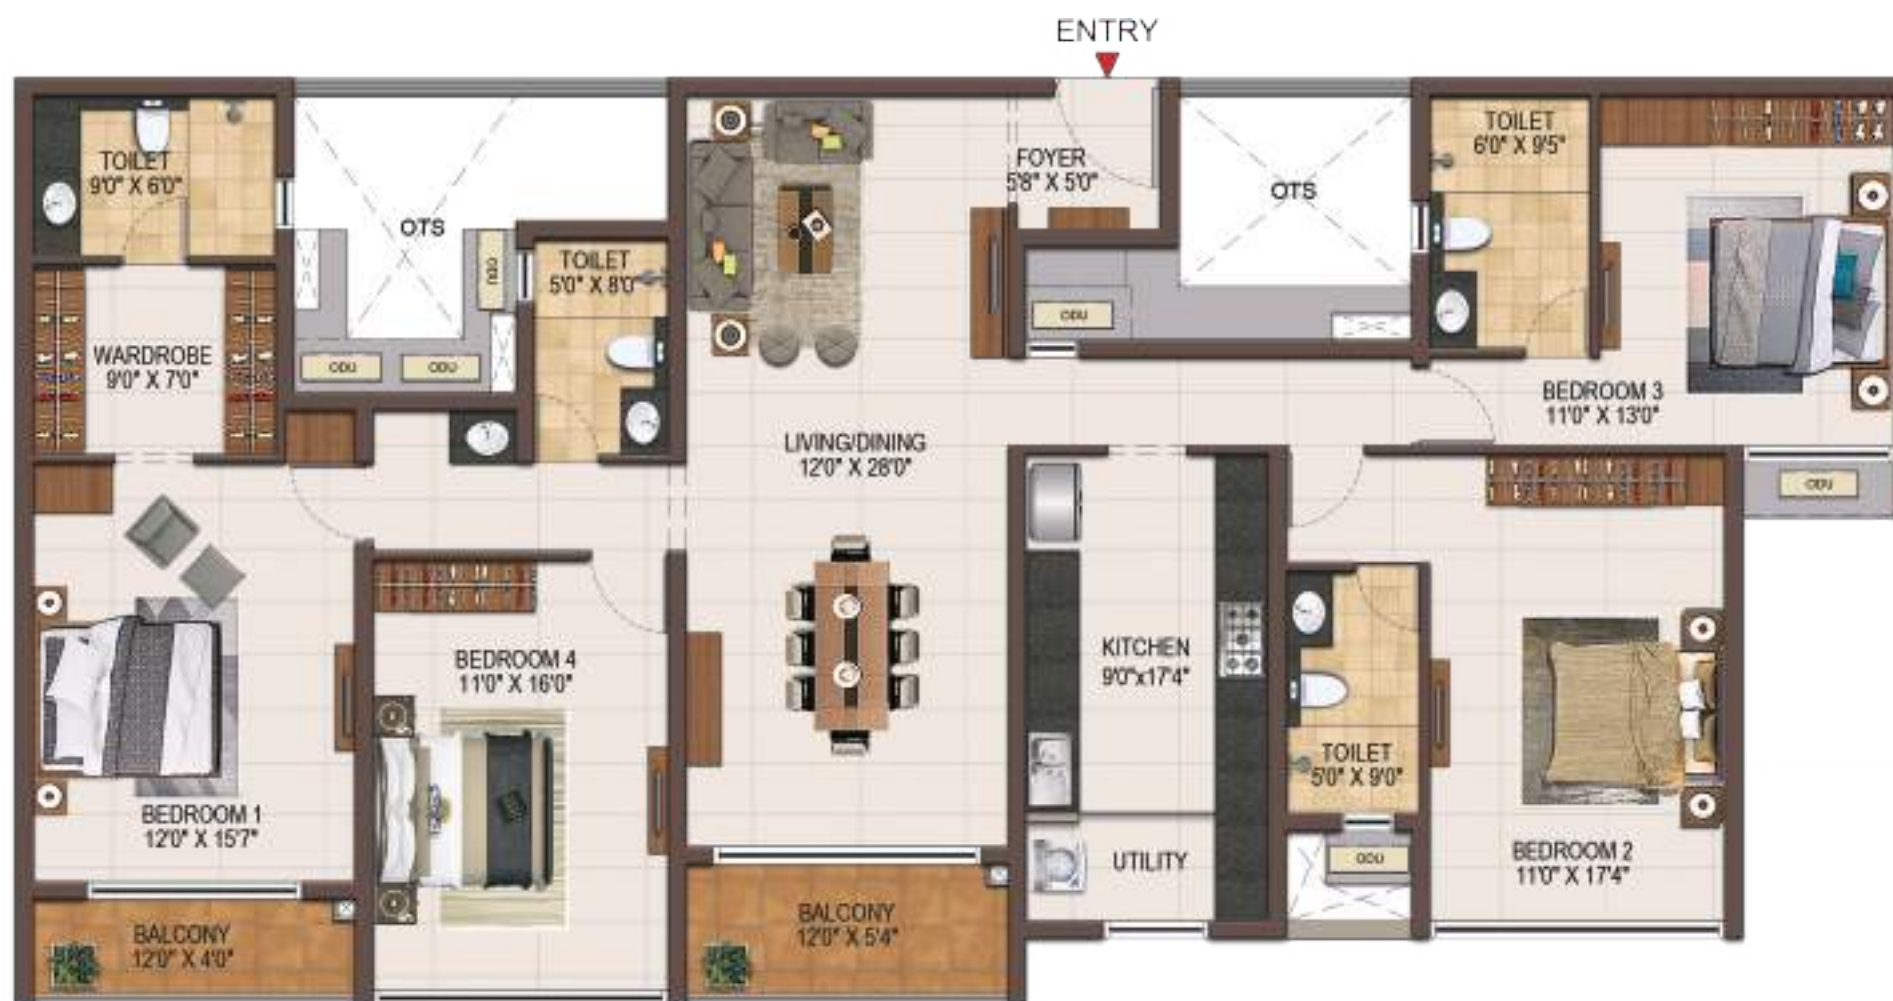 ENTRY
TOILET
9'0" X 6'0"
OTS
ODU
ODU
ODU
TOILET
5'0" X 8'0"
WARDROBE
9'0" X 7'0"
FOYER
5'8" X 5'0"
OTS
ODU
TOILET
6'0" X 9'5"
BEDROOM 3
11'0" X 13'0"
ODU
LIVING/DINING
12'0" X 28'0"
BEDROOM 1
12'0" X 15'7"
BEDROOM 4
11'0" X 16'0"
KITCHEN
9'0"x17'4"
TOILET
5'0" X 9'0"
ODU
UTILITY
BEDROOM 2
11'0" X 17'4"
BALCONY
12'0" X 4'0"
BALCONY
12'0" X 5'4"